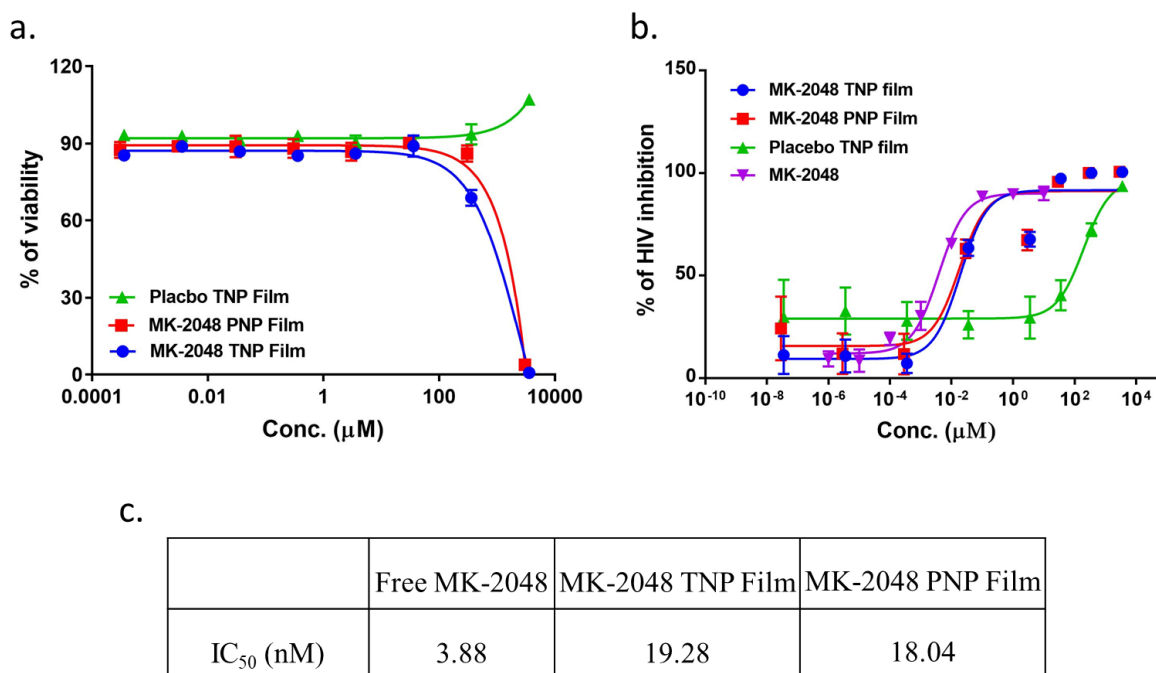 a.
% of viability
120
90
60
30
0
Placbo TNP Film
MK-2048 PNP Film
MK-2048 TNP Film
0.0001 0.01 1 100 10000
Conc. (μM)
b.
% of HIV inhibition
150
100
50
0
MK-2048 TNP film
MK-2048 PNP Film
Placebo TNP film
MK-2048
10⁻¹⁰ 10⁻⁸ 10⁻⁶ 10⁻⁴ 10⁻² 10⁰ 10² 10⁴
Conc. (μM)
c.
Free MK-2048 MK-2048 TNP Film MK-2048 PNP Film
IC₅₀ (nM) 3.88 19.28 18.04